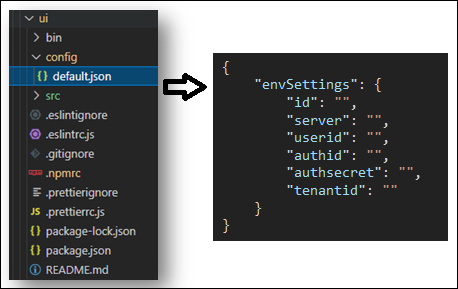 ui
bin
config
default.json
src
.eslintignore
.eslintrc.js
.gitignore
.npmrc
.prettierignore
.prettierrc.js
package-lock.json
package.json
README.md
{
"envSettings": {
"id": "",
"server": "",
"userid": "",
"authid": "",
"authsecret": "",
"tenantid": ""
}
}